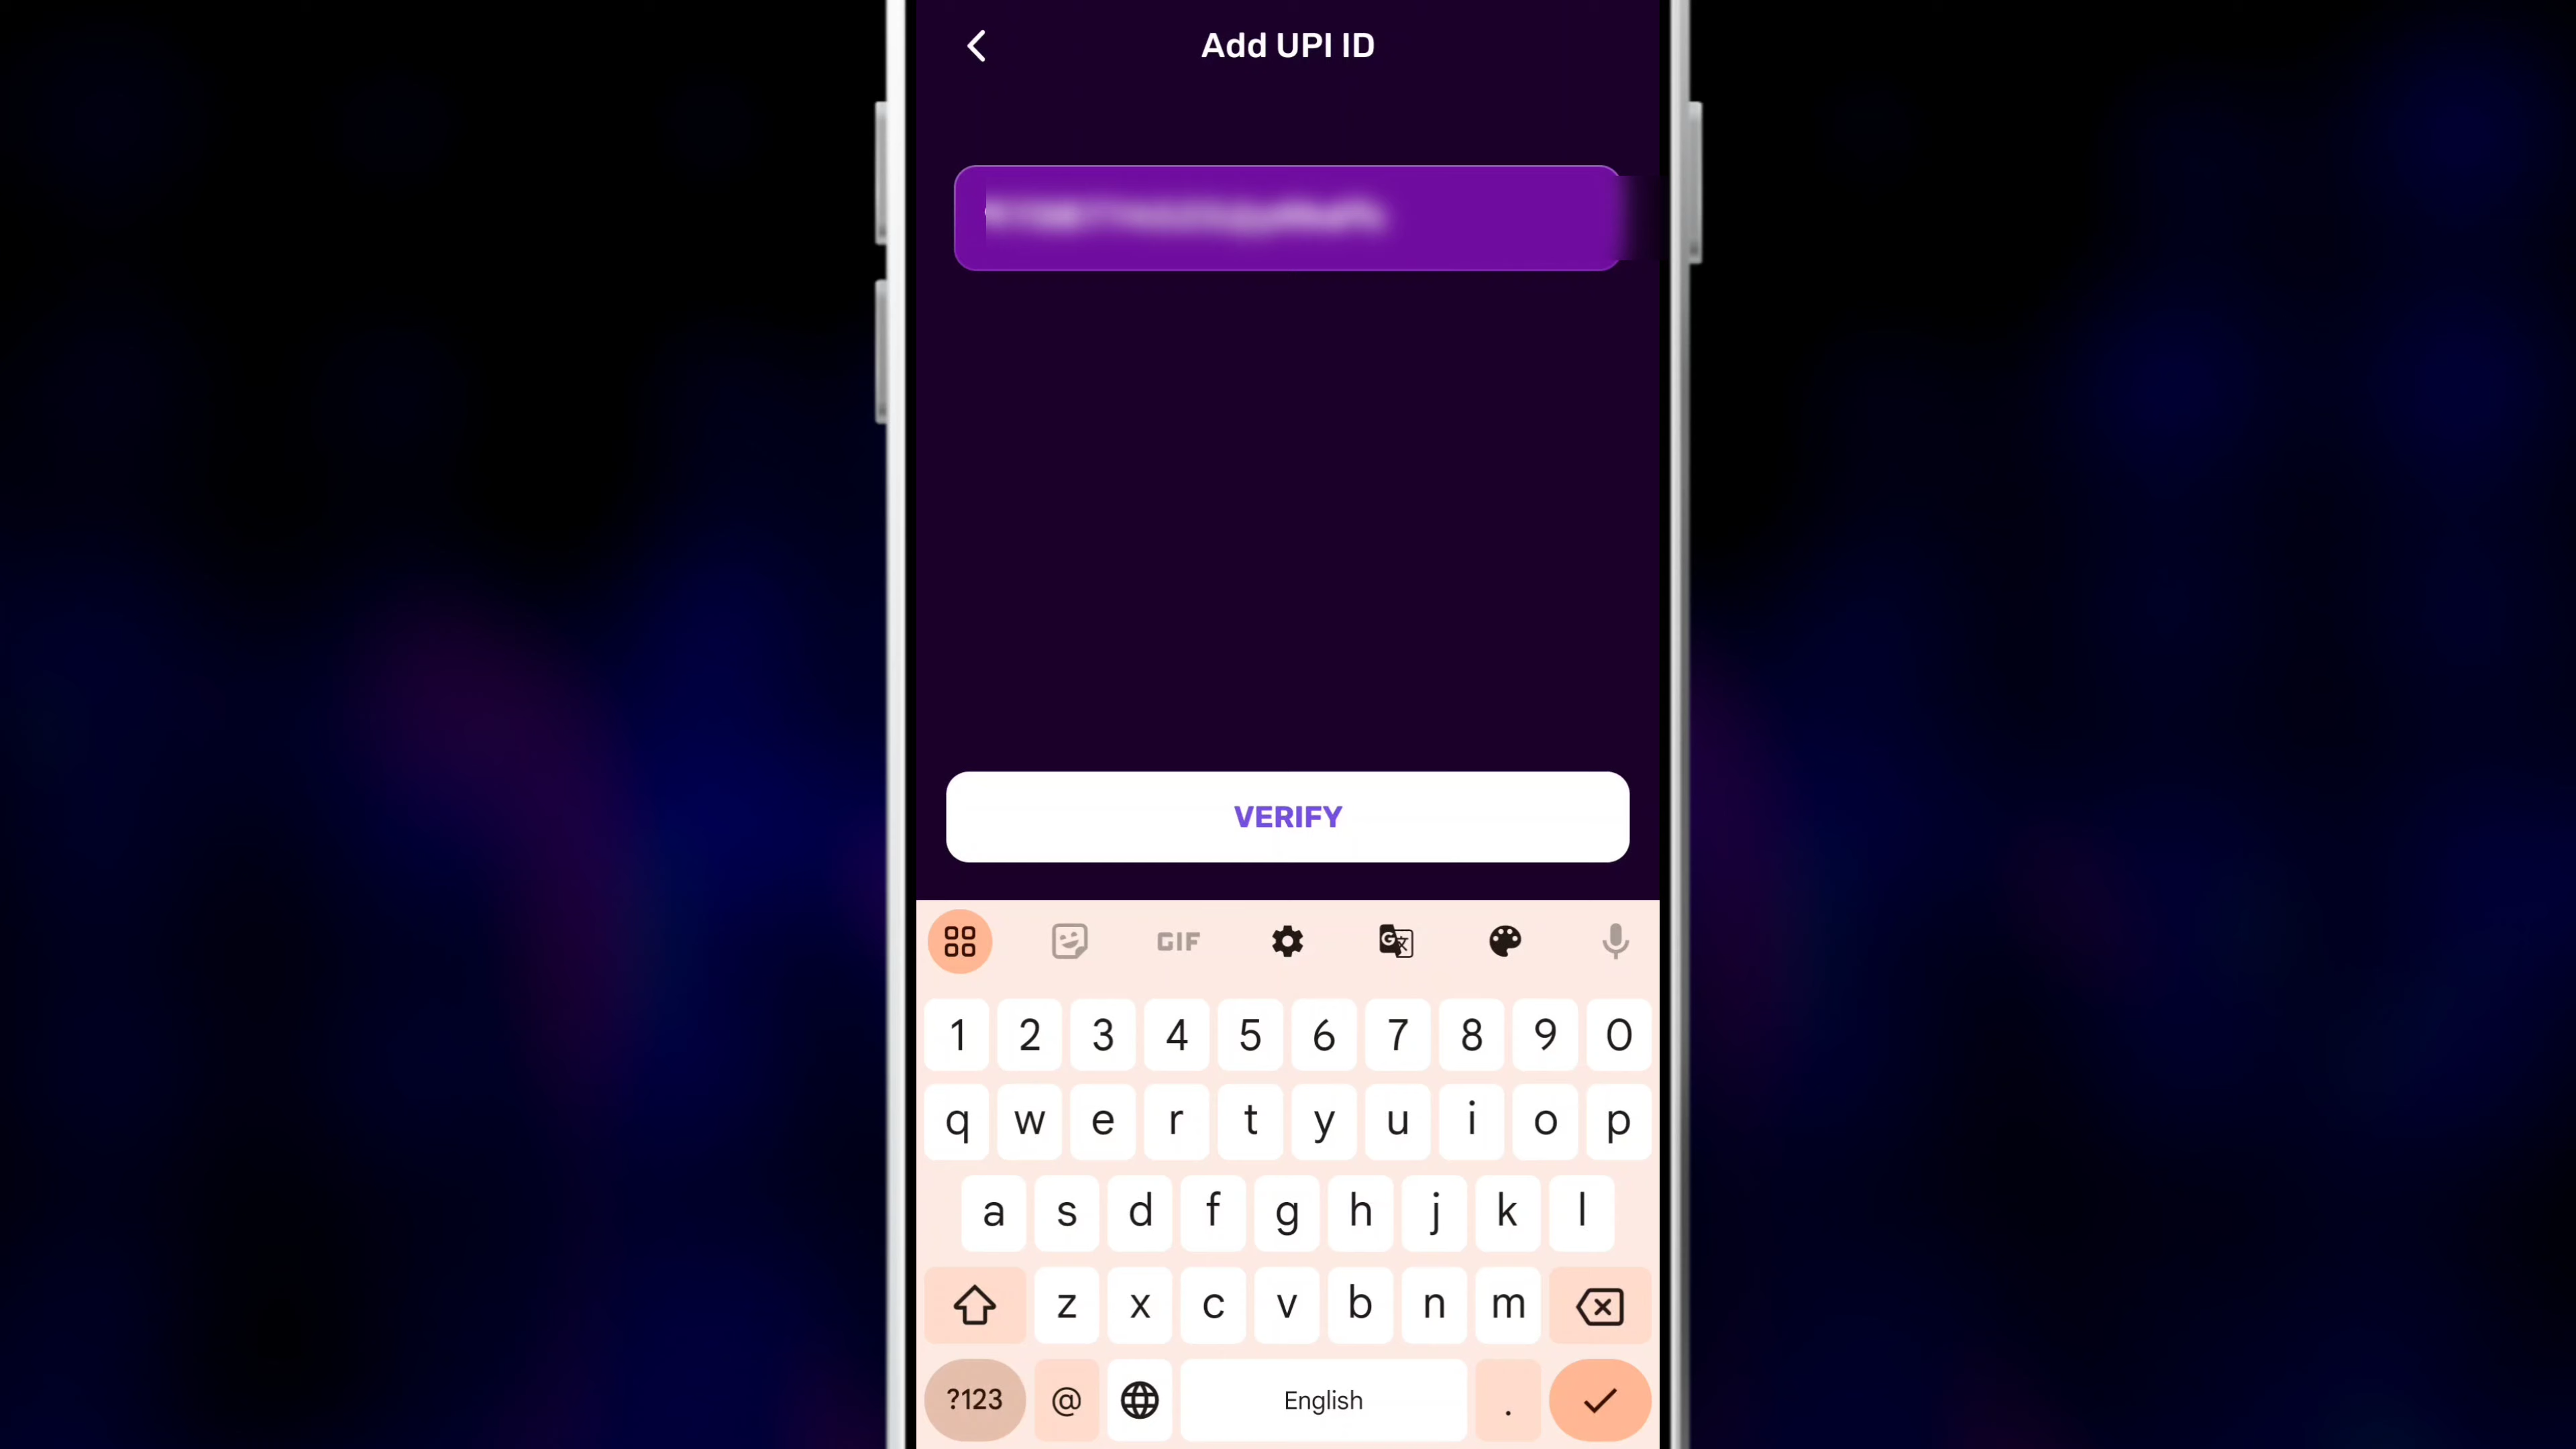 Add UPI ID
VERIFY
GIF
1 2 3 4 5 6 7 8 9 0
q w e r t y u i o p
a s d f g h j k l
z x c v b n m
?123 @ English .